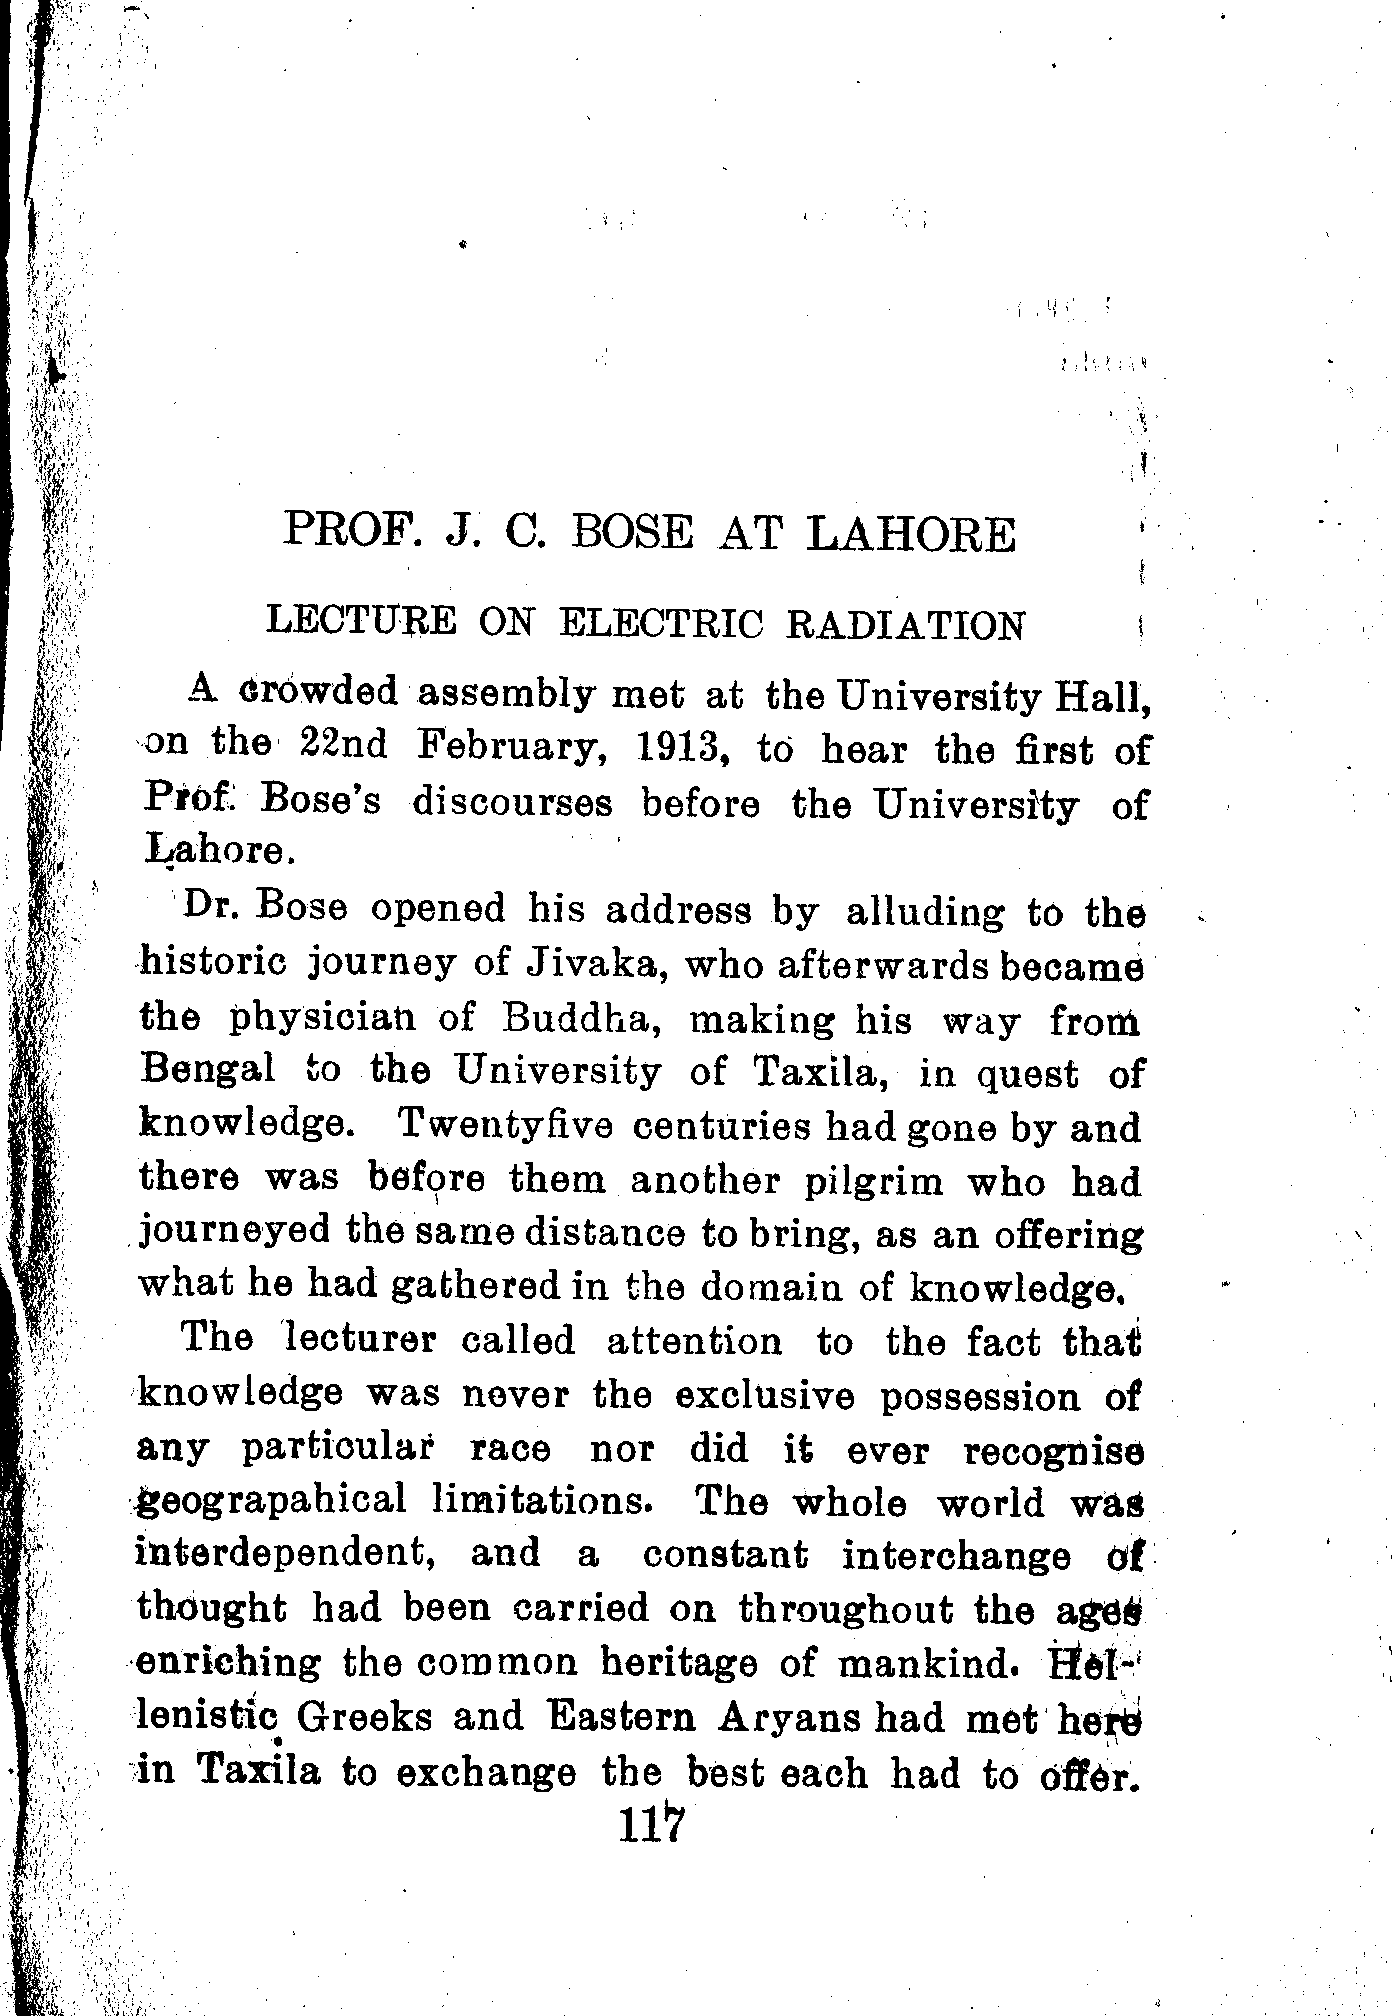 PROF. J. C. BOSE AT LAHORE
LECTURE ON ELECTRIC RADIATION
A crowded assembly met at the University Hall,
on the 22nd February, 1913, to hear the first of
Prof. Bose's discourses before the University of
Lahore.
Dr. Bose opened his address by alluding to the
historic journey of Jivaka, who afterwards became
the physician of Buddha, making his way from
Bengal to the University of Taxila, in quest of
knowledge. Twentyfive centuries had gone by and
there was before them another pilgrim who had
journeyed the same distance to bring, as an offering
what he had gathered in the domain of knowledge.
The lecturer called attention to the fact that
knowledge was never the exclusive possession of
any particular race nor did it ever recognise
geograpahical limitations. The whole world was
interdependent, and a constant interchange of
thought had been carried on throughout the ages
enriching the common heritage of mankind. Hel-
lenistic Greeks and Eastern Aryans had met here
in Taxila to exchange the best each had to offer.
117